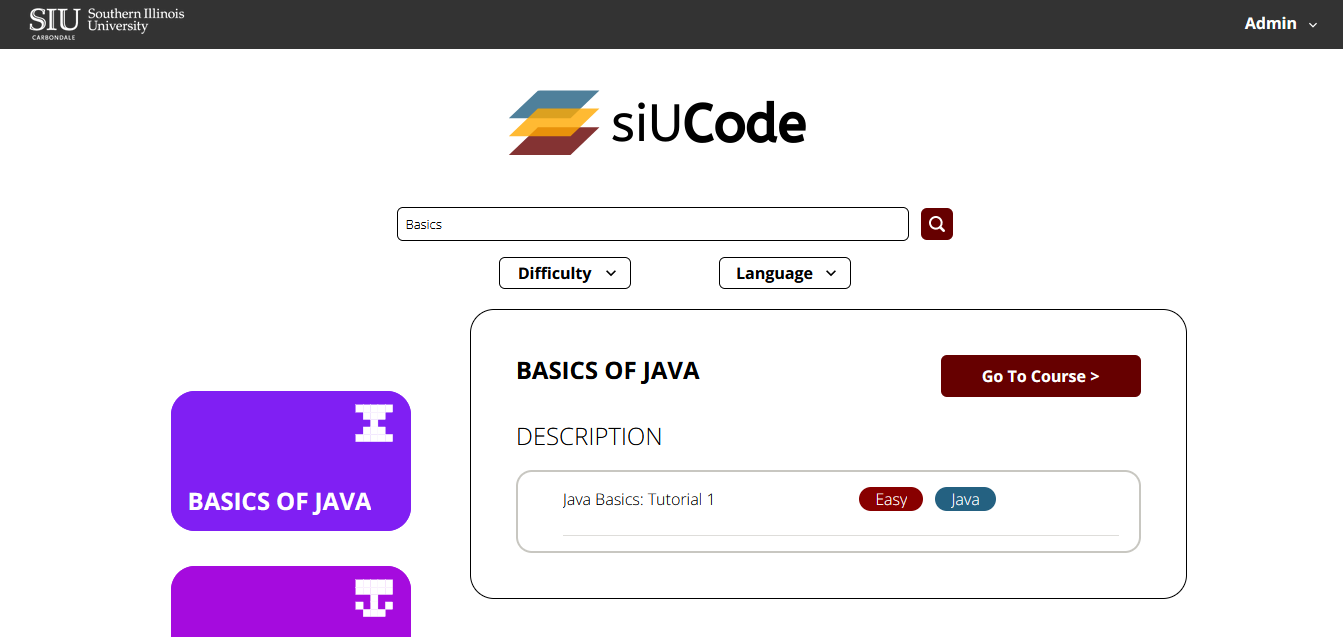 SIU Southern Illinois
University
CARBONDALE
Admin
siUCode
Basics
Difficulty
Language
BASICS OF JAVA
Go To Course >
DESCRIPTION
Java Basics: Tutorial 1
Easy
Java
BASICS OF JAVA